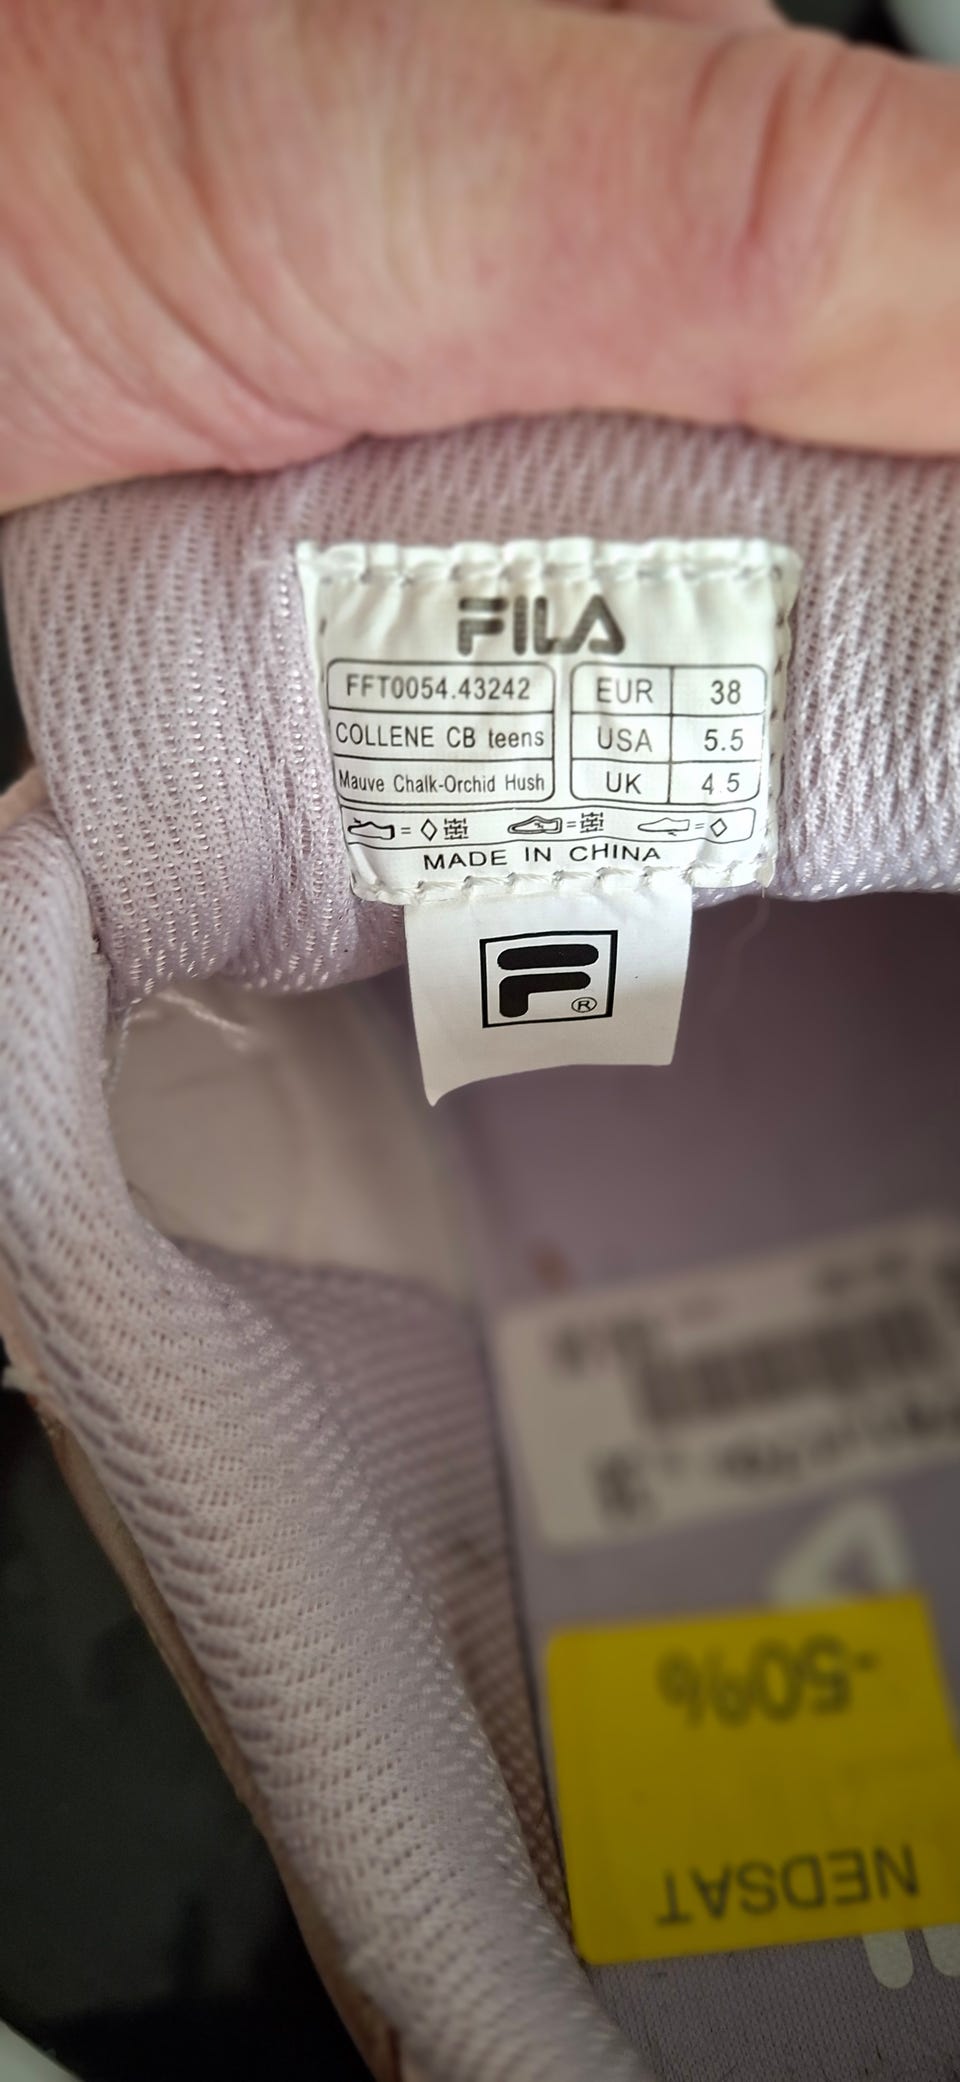 FILA
FFT0054.43242
EUR 38
COLLENE CB teens
USA 5.5
Mauve Chalk-Orchid Hush
UK 4.5
MADE IN CHINA
F®
-50%
NEDSAT